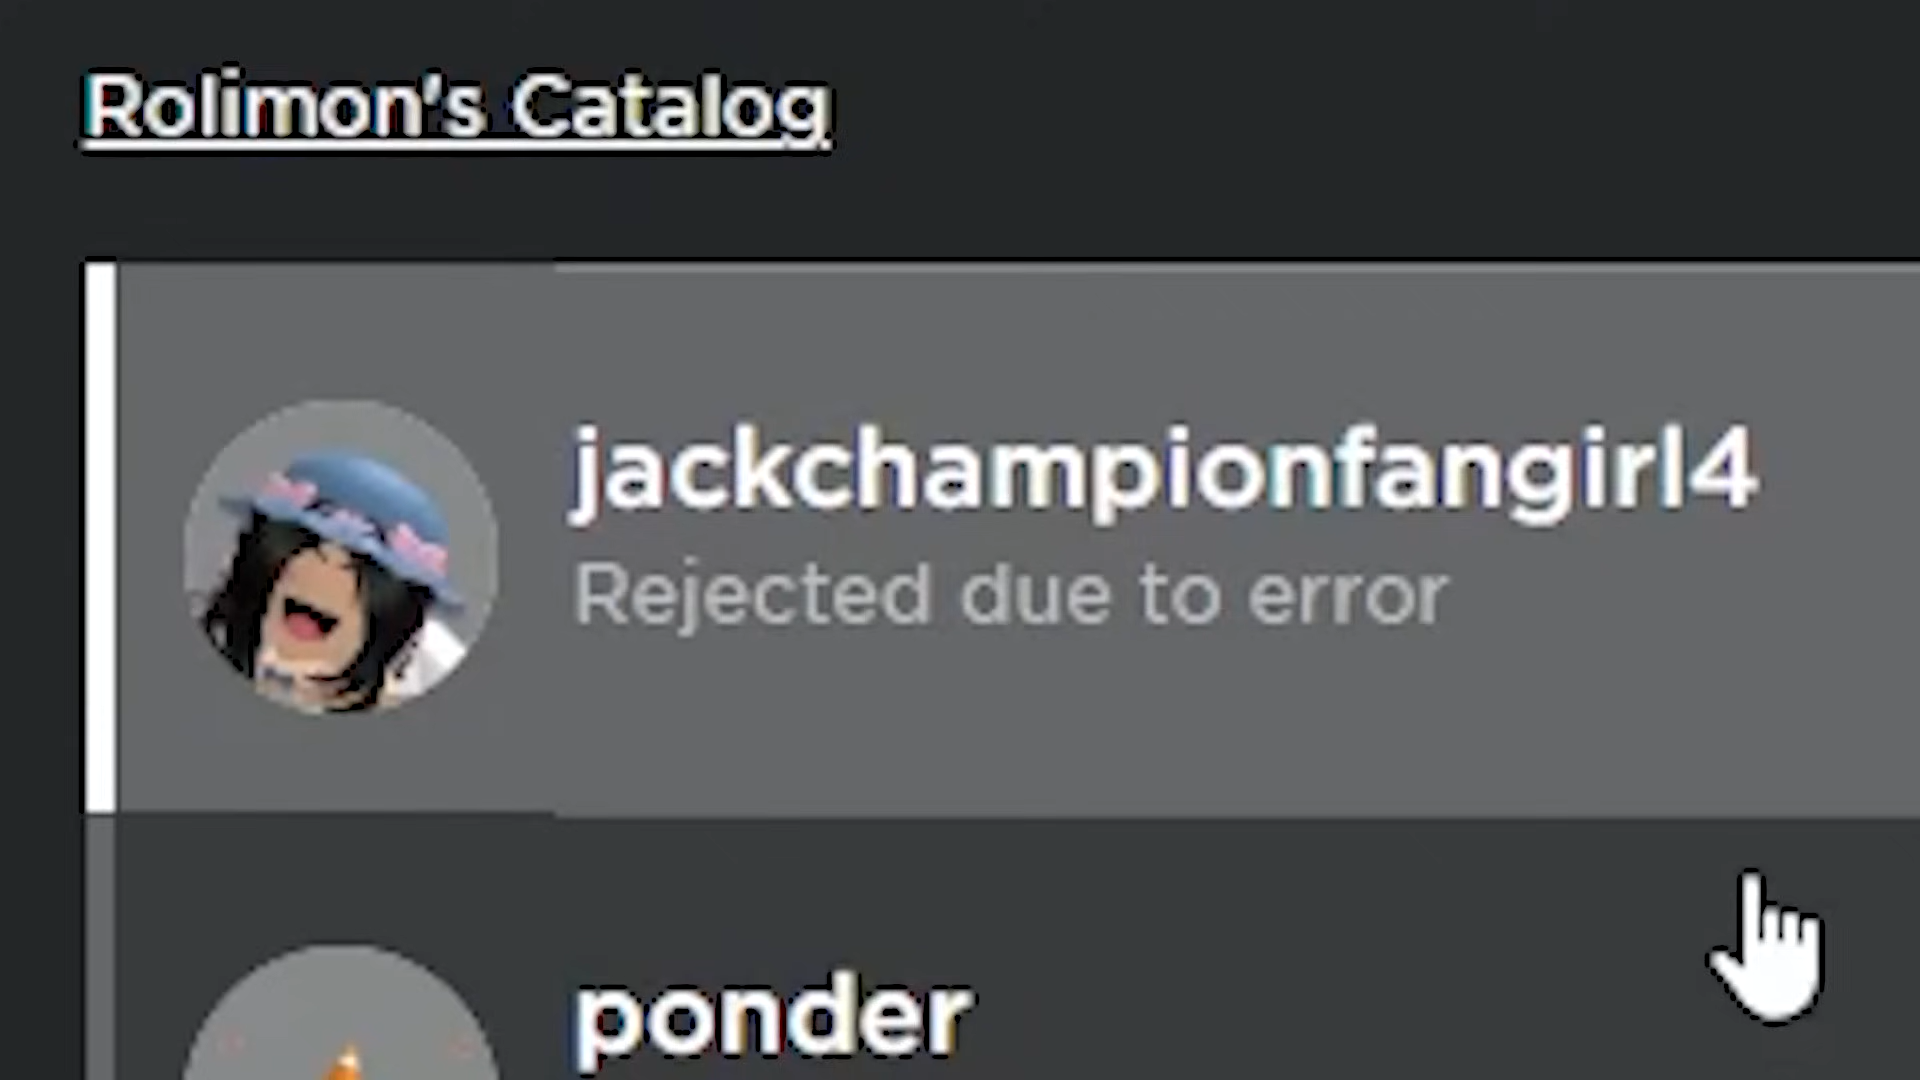 Rolimon's Catalog
jackchampionfangirl4
Rejected due to error
ponder